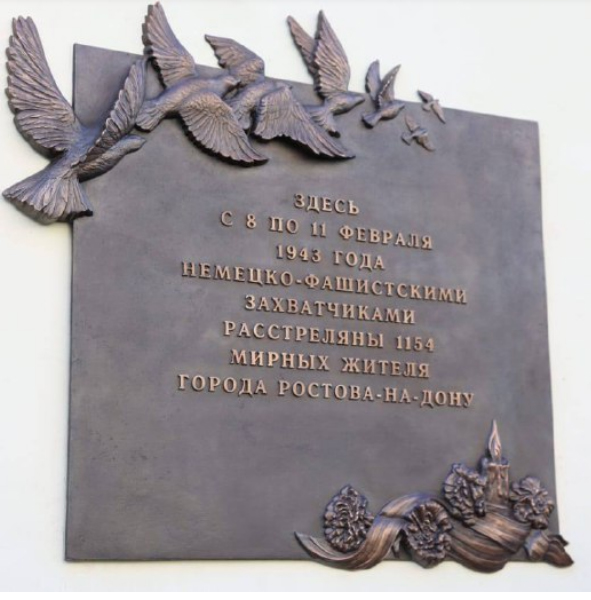 ЗДЕСЬ
С 8 ПО 11 ФЕВРАЛЯ
1943 ГОДА
НЕМЕЦКО-ФАШИСТСКИМИ
ЗАХВАТЧИКАМИ
РАССТРЕЛЯНЫ 1154
МИРНЫХ ЖИТЕЛЯ
ГОРОДА РОСТОВА-НА-ДОНУ